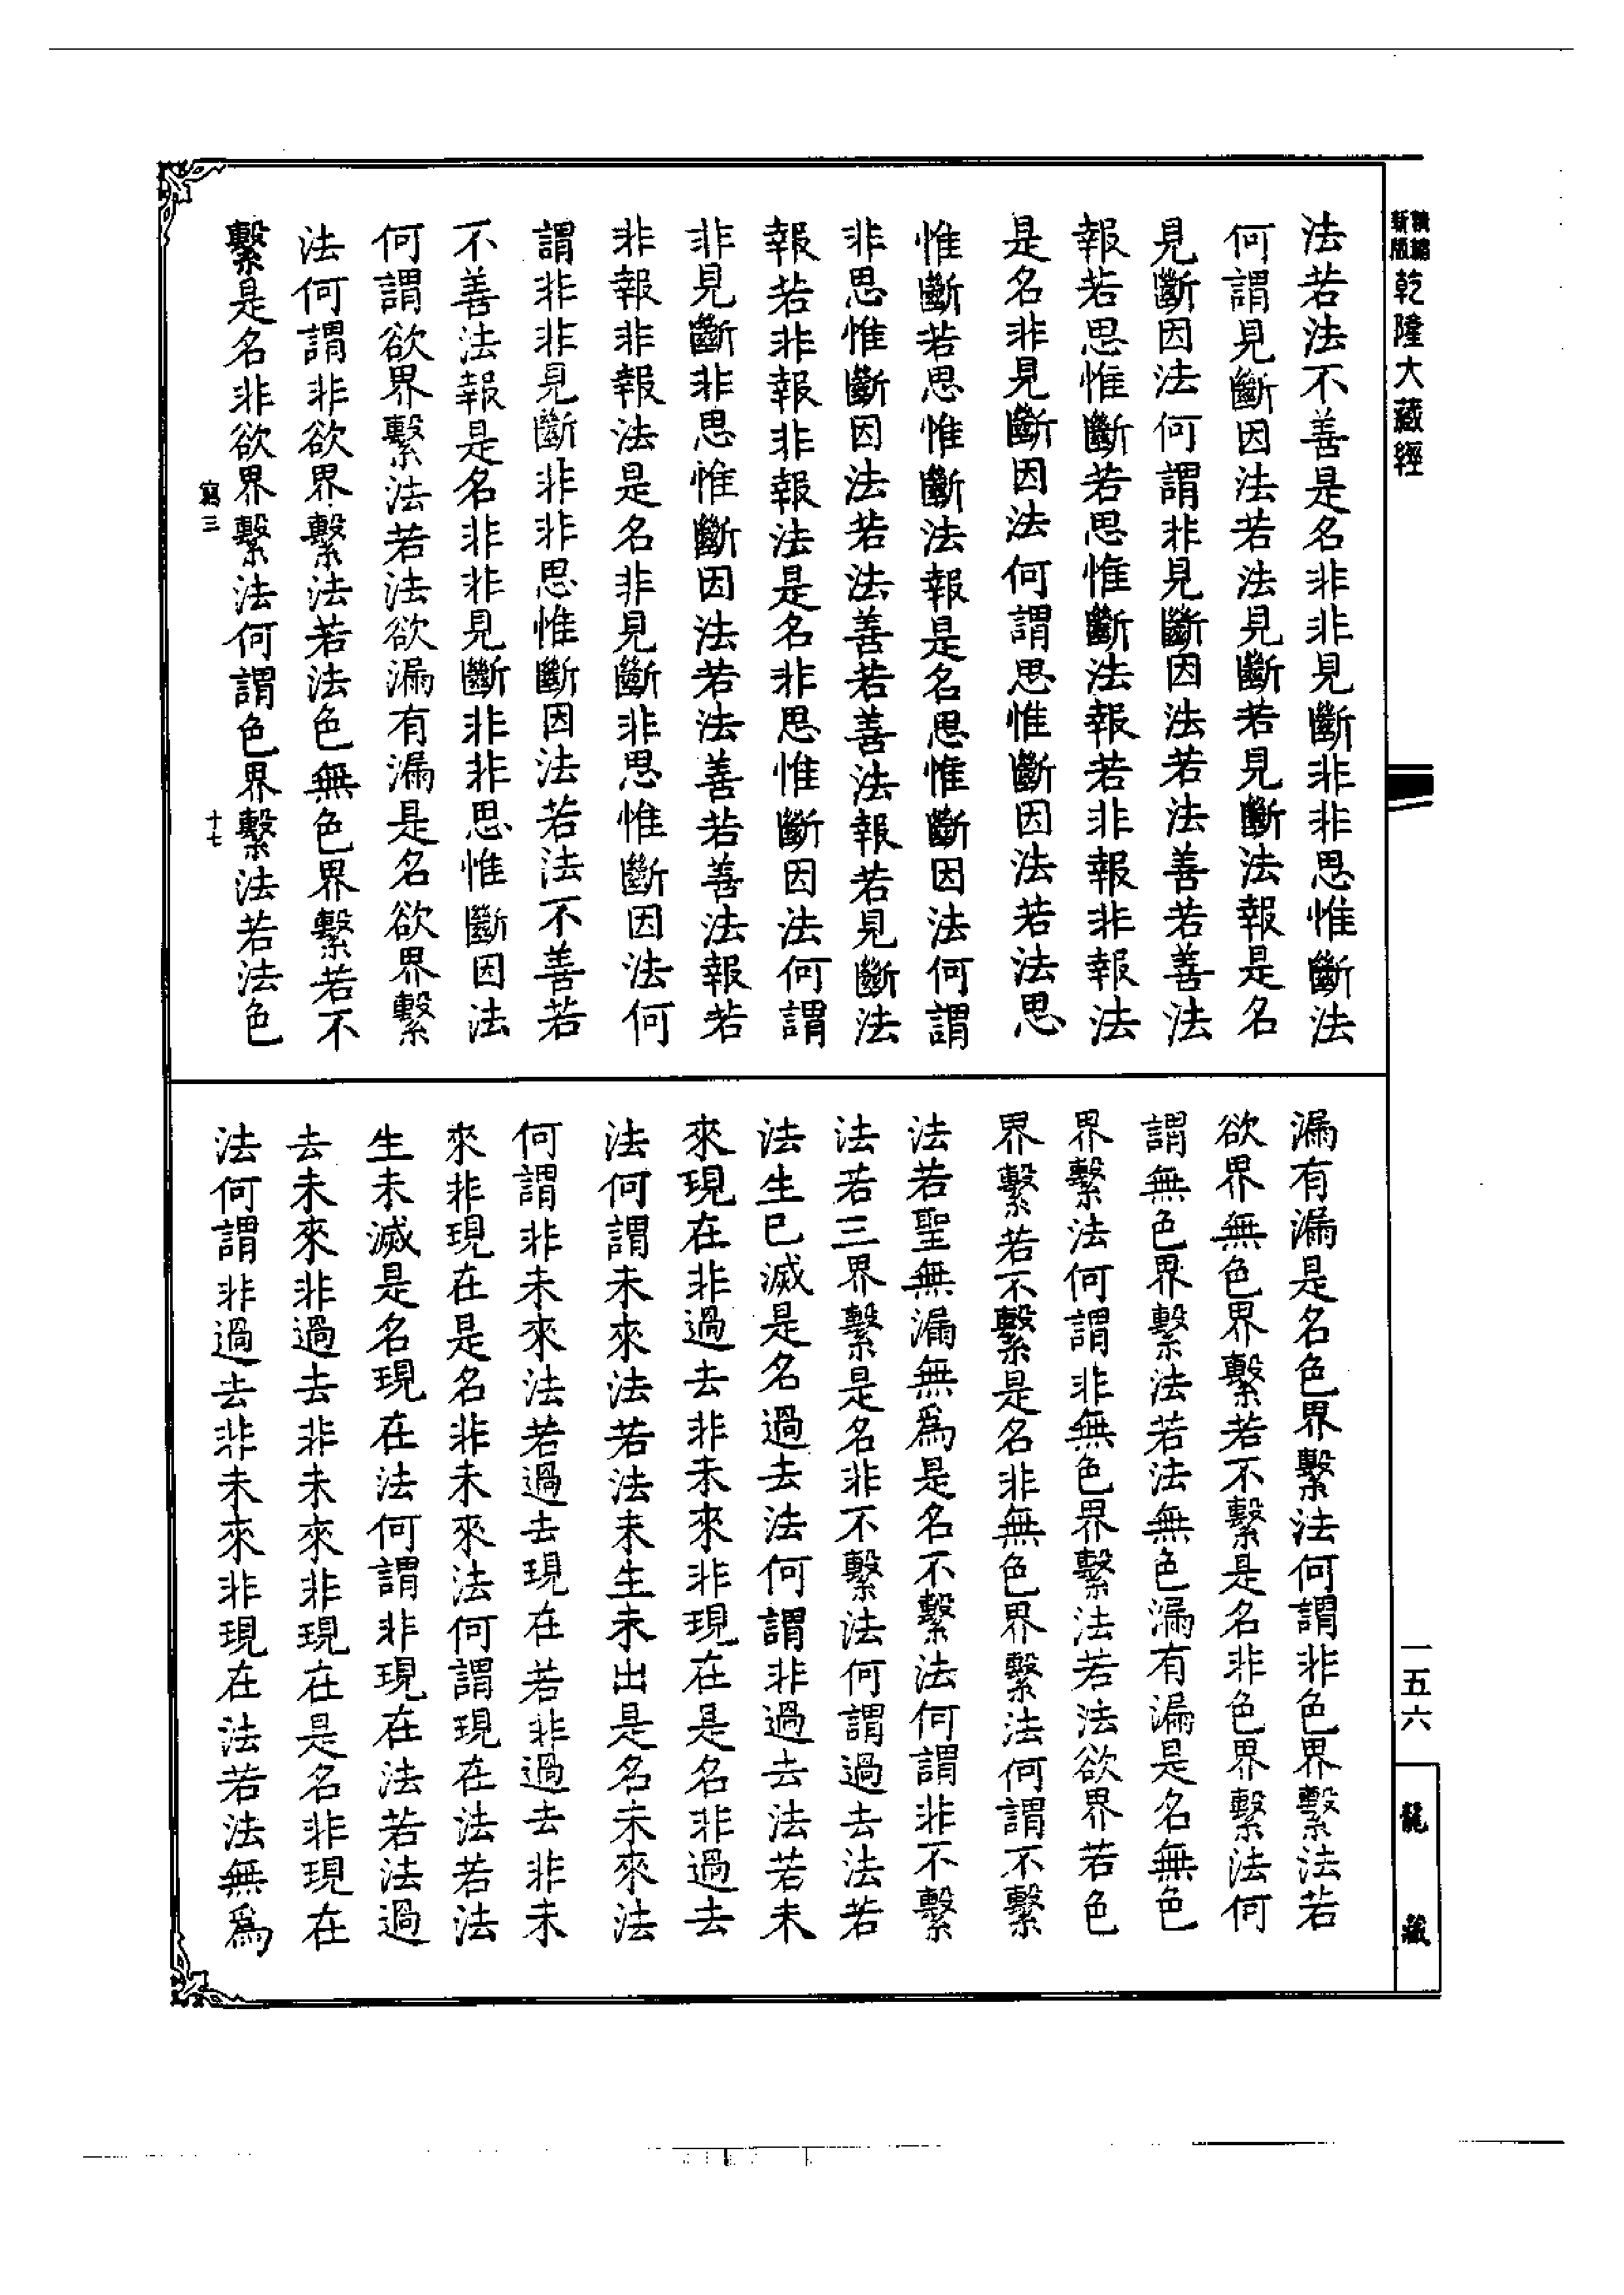 精縮
新版
乾隆大藏經
法若法不善是名非非見斷非非思惟斷法
何謂見斷因法若法見斷若見斷法報是名
見斷因法何謂非見斷因法若法善若善法
報若思惟斷若思惟斷法報若非報非報法
是名非見斷因法何謂思惟斷因法若法思
惟斷若思惟斷法報是名思惟斷因法何謂
非思惟斷因法若法善若善法報若見斷法
報若非報非報法是名非思惟斷因法何謂
非見斷非思惟斷因法若法善若善法報若
非報非報法是名非見斷非思惟斷因法何
謂非非見斷非非思惟斷因法若法不善若
不善法報是名非非見斷非非思惟斷因法
何謂欲界繫法若法欲漏有漏是名欲界繫
法何謂非欲界繫法若法色無色界繫若不
繫是名非欲界繫法何謂色界繫法若法色
寫三
十七
漏有漏是名色界繫法何謂非色界繫法若
欲界無色界繫若不繫是名非色界繫法何
謂無色界繫法若法無色漏有漏是名無色
界繫法何謂非無色界繫法若法欲界若色
界繫若不繫是名非無色界繫法何謂不繫
法若聖無漏無為是名不繫法何謂非不繫
法若三界繫是名非不繫法何謂過去法若
法生已滅是名過去法何謂非過去法若未
來現在非過去非未來非現在是名非過去
法何謂未來法若法未生未出是名未來法
何謂非未來法若過去現在若非過去非未
來非現在是名非未來法何謂現在法若法
生未滅是名現在法何謂非現在法若法過
去未來非過去非未來非現在是名非現在
法何謂非過去非未來非現在法若法無為
一五六
龍藏